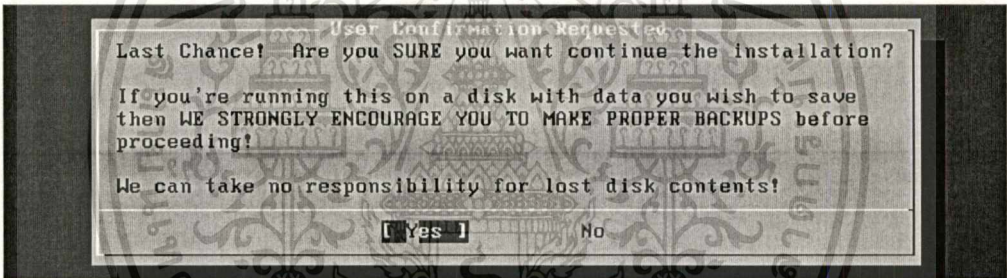 User Confirmation Requested
Last Chance!  Are you SURE you want continue the installation?
If you're running this on a disk with data you wish to save
then WE STRONGLY ENCOURAGE YOU TO MAKE PROPER BACKUPS before
proceeding!
We can take no responsibility for lost disk contents!
[ Yes ]    No